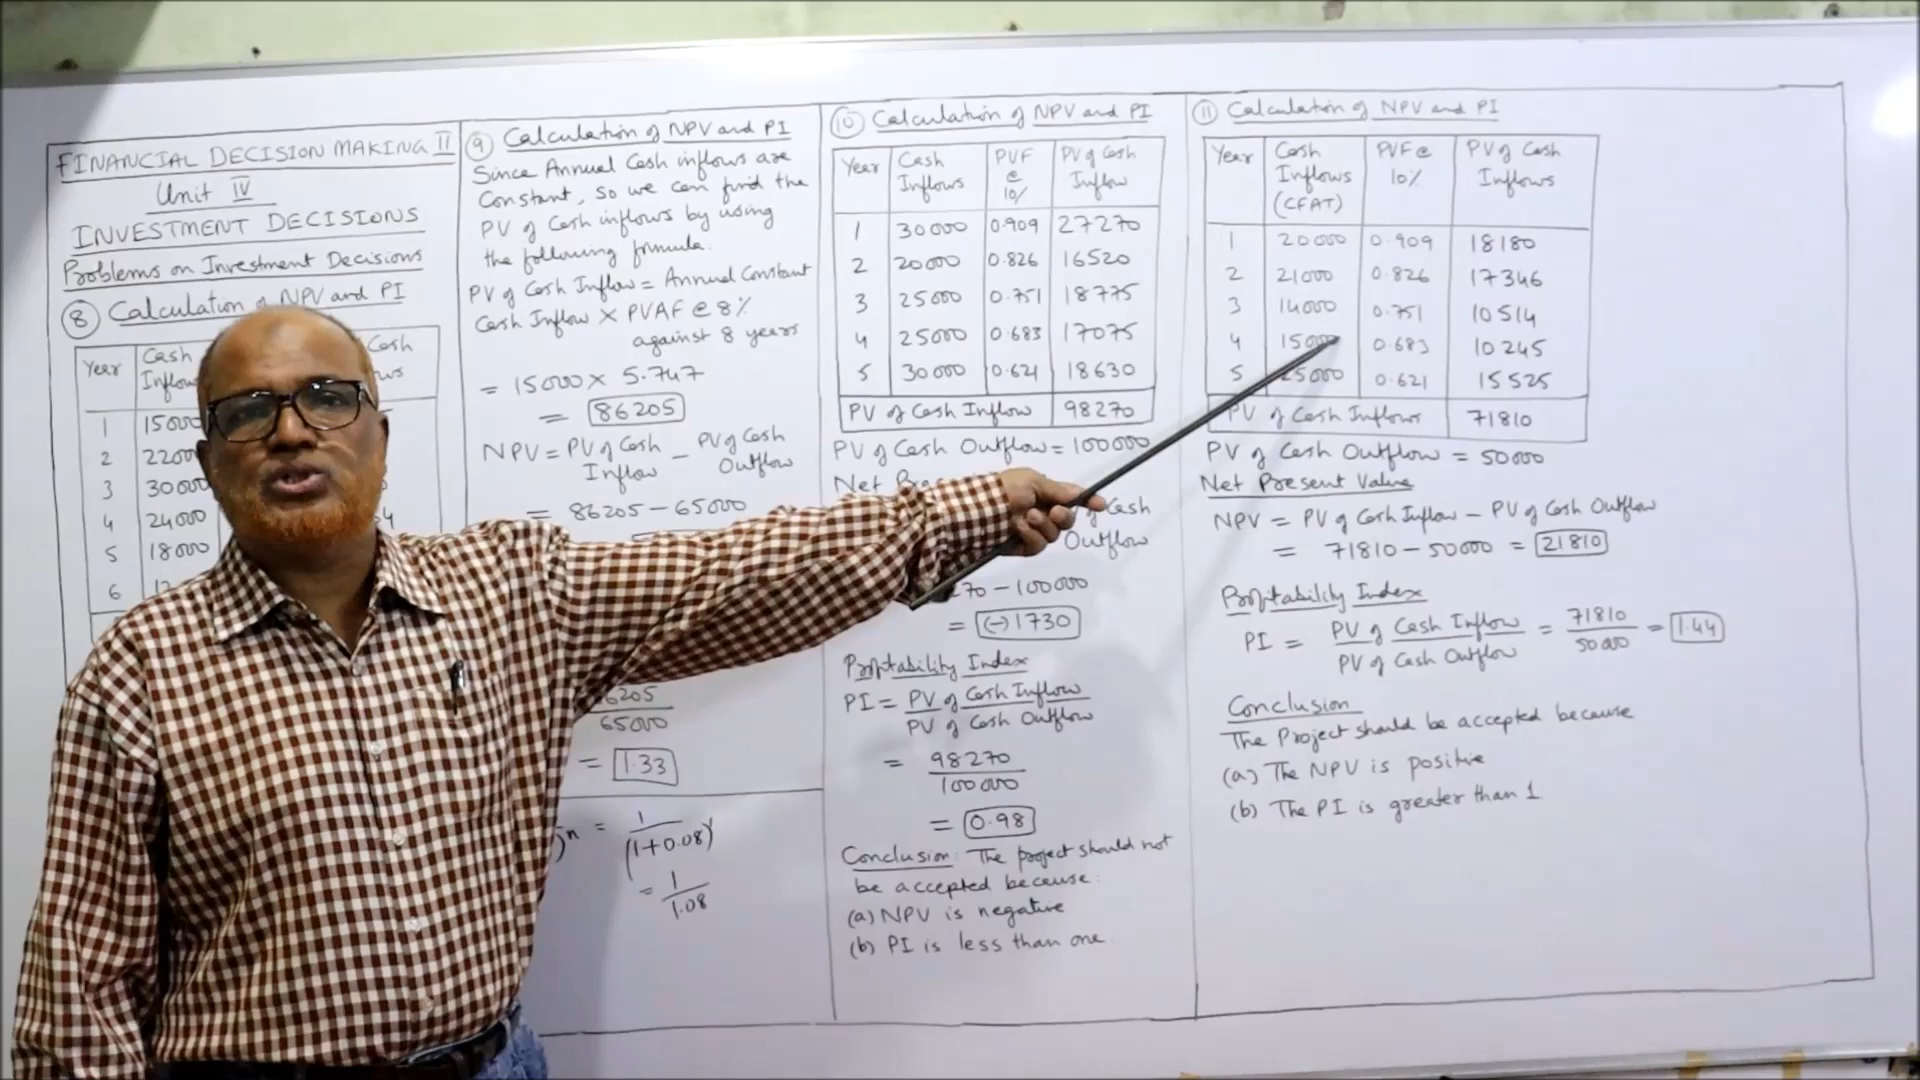 FINANCIAL DECISION MAKING II
Unit IV
INVESTMENT DECISIONS
Problems on Investment Decisions
8 Calculation of NPV and PI
Year Cash Cash
1 15000
2 22000
3 30000
4 24000
5 18000
6
9 Calculation of NPV and PI
Since Annual Cash inflows are
Constant, so we can find the
PV of Cash inflows by using
the following formula.
PV of Cash Inflow = Annual Constant
Cash Inflow X PVAF @ 8%
against 8 years
= 15000 x 5.747
= 86205
NPV = PV of Cash Inflow - PV of Cash Outflow
= 86205 - 65000
65000
= 1.33
n = 1/(1+0.08)1
= 1/1.08
10 Calculation of NPV and PI
Year Cash Inflows PVF @ 10% PV of Cash Inflow
1 30000 0.909 27270
2 20000 0.826 16520
3 25000 0.751 18775
4 25000 0.683 17075
5 30000 0.621 18630
PV of Cash Inflow 98270
PV of Cash Outflow = 100000
Net
Cash
Outflow
70 - 100000
= (-) 1730
Profitability Index
PI = PV of Cash Inflow / PV of Cash Outflow
= 98270 / 100000
= 0.98
Conclusion: The project should not
be accepted because:
(a) NPV is negative
(b) PI is less than one
11 Calculation of NPV and PI
Year Cash Inflows (CFAT) PVF @ 10% PV of Cash Inflows
1 20000 0.909 18180
2 21000 0.826 17346
3 14000 0.751 10514
4 15000 0.683 10245
5 25000 0.621 15525
PV of Cash Inflows 71810
PV of Cash Outflow = 50000
Net Present Value
NPV = PV of Cash Inflow - PV of Cash Outflow
= 71810 - 50000 = 21810
Profitability Index
PI = PV of Cash Inflow / PV of Cash Outflow = 71810 / 50000 = 1.44
Conclusion
The Project should be accepted because
(a) The NPV is positive
(b) The PI is greater than 1